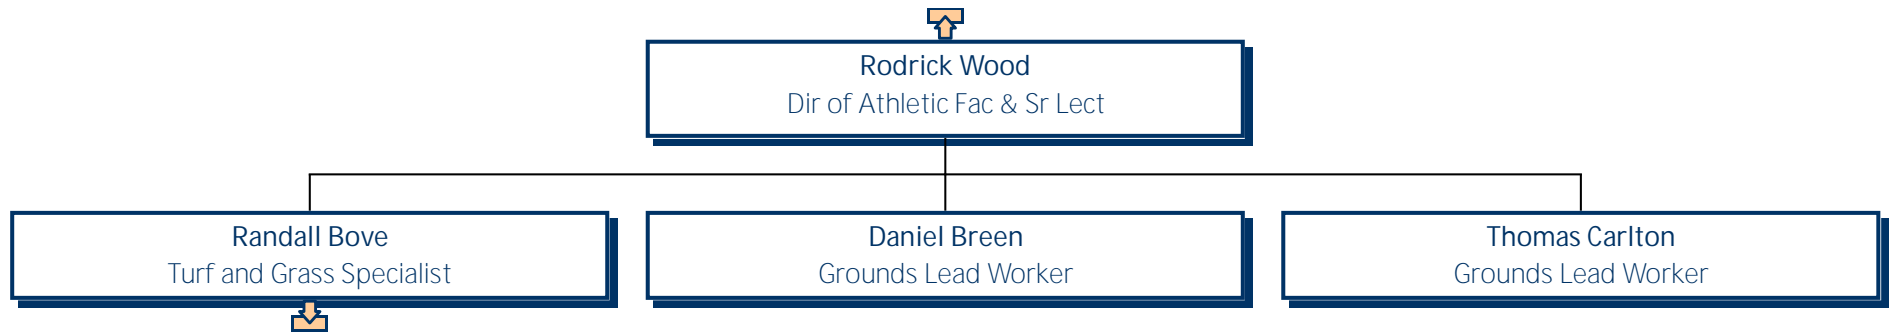 Rodrick Wood
Dir of Athletic Fac & Sr Lect
Randall Bove
Turf and Grass Specialist
Daniel Breen
Grounds Lead Worker
Thomas Carlton
Grounds Lead Worker